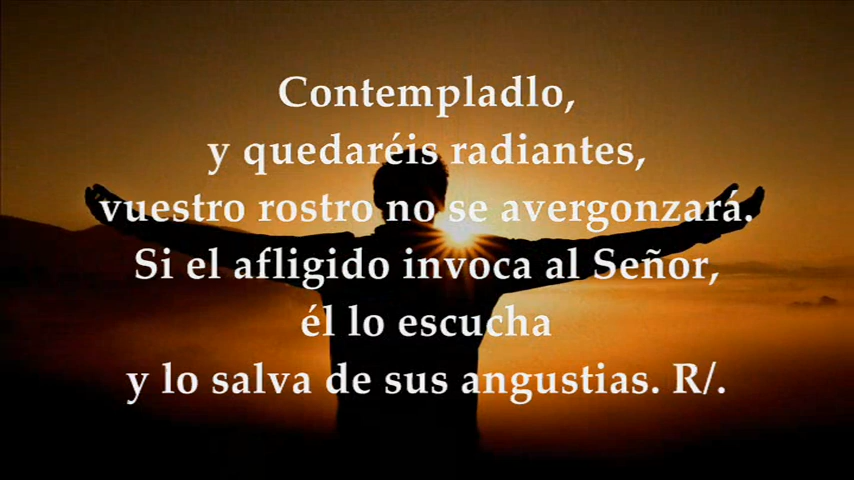 Contempladlo,
y quedaréis radiantes,
vuestro rostro no se avergonzará.
Si el afligido invoca al Señor,
él lo escucha
y lo salva de sus angustias. R/.